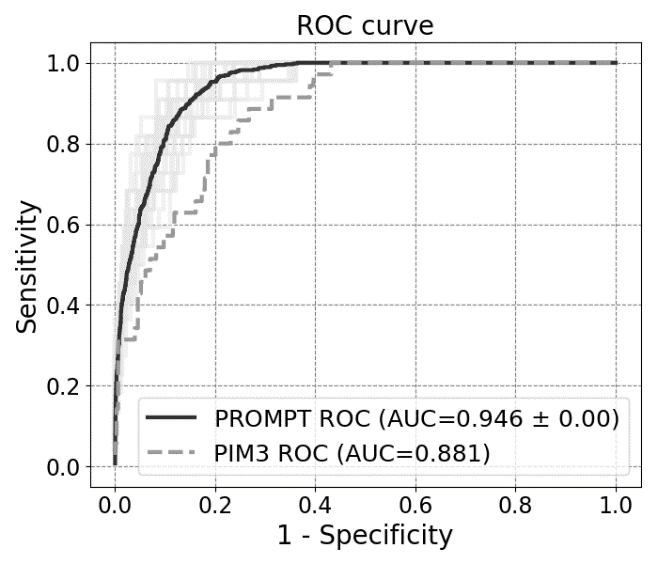 ROC curve
1.0
0.8
0.6
0.4
0.2
0.0
Sensitivity
PROMPT ROC (AUC=0.946 ± 0.00)
PIM3 ROC (AUC=0.881)
0.0 0.2 0.4 0.6 0.8 1.0
1 - Specificity